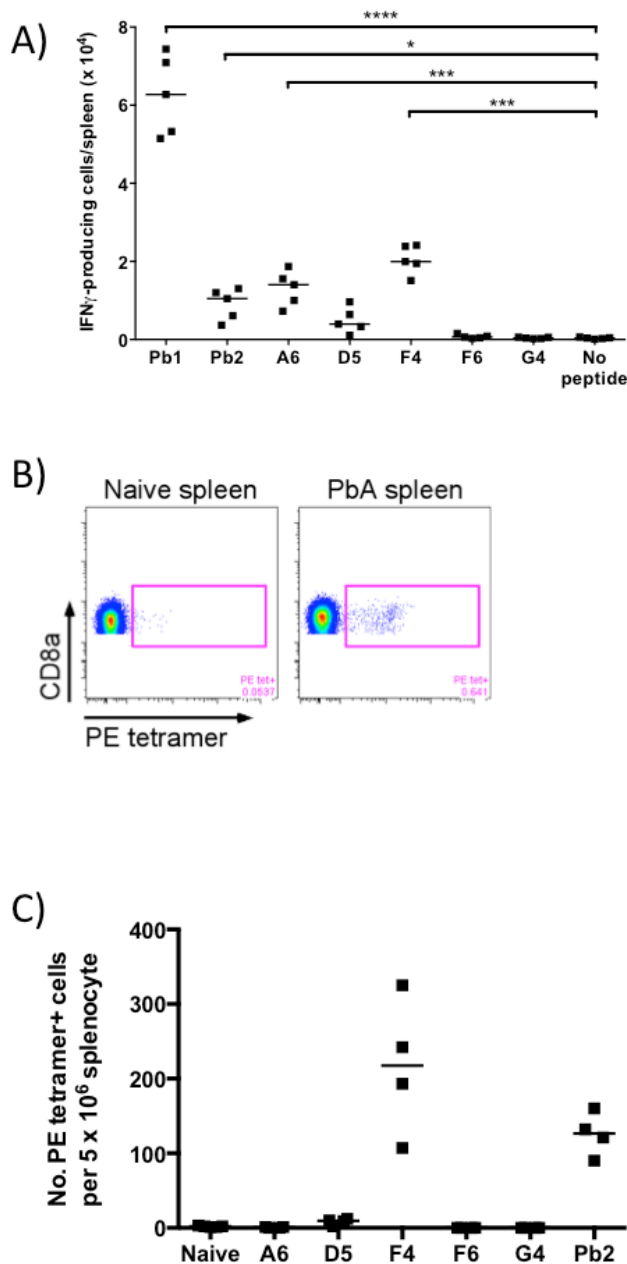 A)
IFNγ-producing cells/spleen (x 10⁴)
8
6
4
2
0
****
*
***
***
Pb1 Pb2 A6 D5 F4 F6 G4 No
peptide
B)
Naive spleen PbA spleen
CD8a
PE tet+
0.0537
PE tet+
0.641
PE tetramer
C)
No. PE tetramer+ cells
per 5 x 10⁶ splenocyte
400
300
200
100
0
Naive A6 D5 F4 F6 G4 Pb2